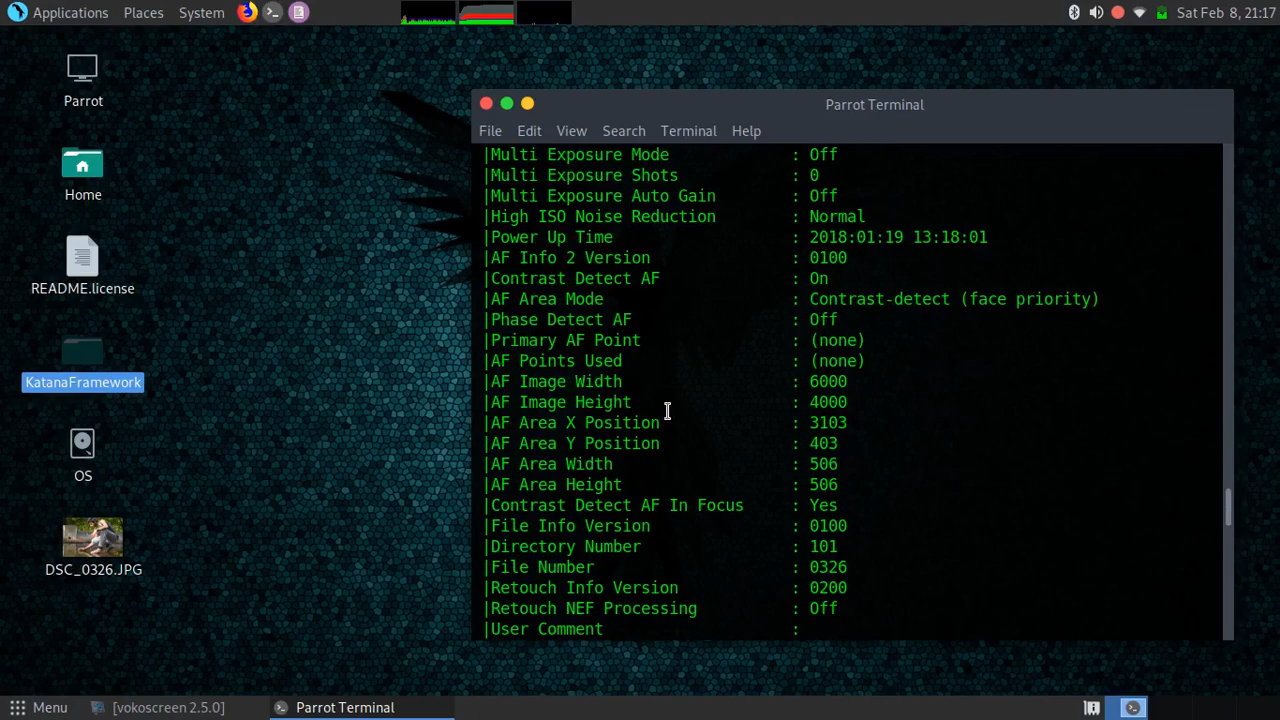 Applications Places System
Sat Feb 8, 21:17
Parrot
Home
README.license
KatanaFramework
OS
DSC_0326.JPG
Parrot Terminal
File Edit View Search Terminal Help
|Multi Exposure Mode : Off
|Multi Exposure Shots : 0
|Multi Exposure Auto Gain : Off
|High ISO Noise Reduction : Normal
|Power Up Time : 2018:01:19 13:18:01
|AF Info 2 Version : 0100
|Contrast Detect AF : On
|AF Area Mode : Contrast-detect (face priority)
|Phase Detect AF : Off
|Primary AF Point : (none)
|AF Points Used : (none)
|AF Image Width : 6000
|AF Image Height : 4000
|AF Area X Position : 3103
|AF Area Y Position : 403
|AF Area Width : 506
|AF Area Height : 506
|Contrast Detect AF In Focus : Yes
|File Info Version : 0100
|Directory Number : 101
|File Number : 0326
|Retouch Info Version : 0200
|Retouch NEF Processing : Off
|User Comment :
Menu [vokoscreen 2.5.0] Parrot Terminal